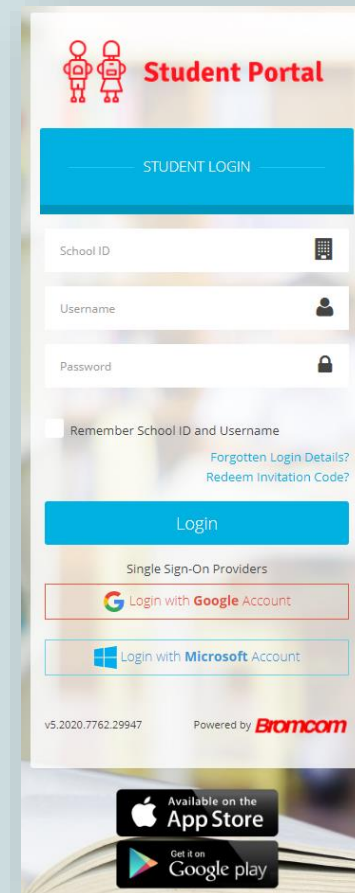 Student Portal
STUDENT LOGIN
School ID
Username
Password
Remember School ID and Username
Forgotten Login Details?
Redeem Invitation Code?
Login
Single Sign-On Providers
Login with Google Account
Login with Microsoft Account
v5.2020.7762.29947 Powered by Bromcom
Available on the
App Store
Get it on
Google play